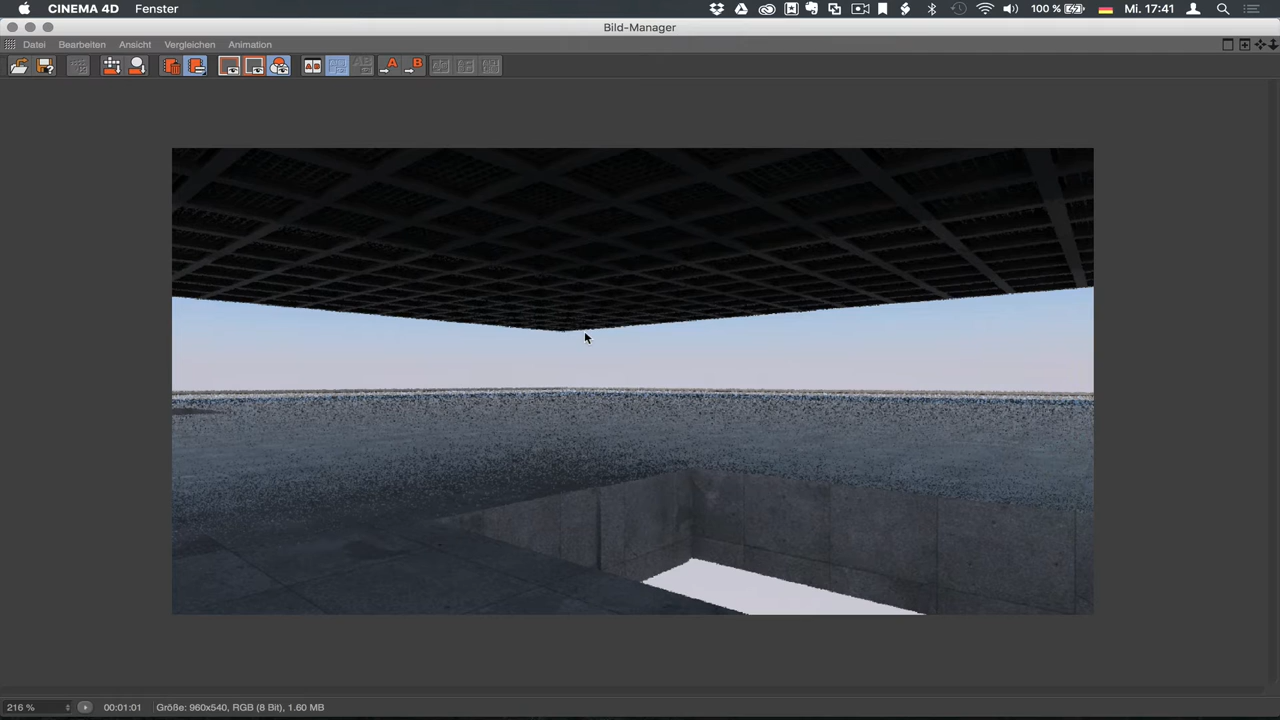 CINEMA 4D Fenster 100 % Mi. 17:41
Bild-Manager
Datei Bearbeiten Ansicht Vergleichen Animation
A B AB A B
216 % 00:01:01 Größe: 960x540, RGB (8 Bit), 1.60 MB